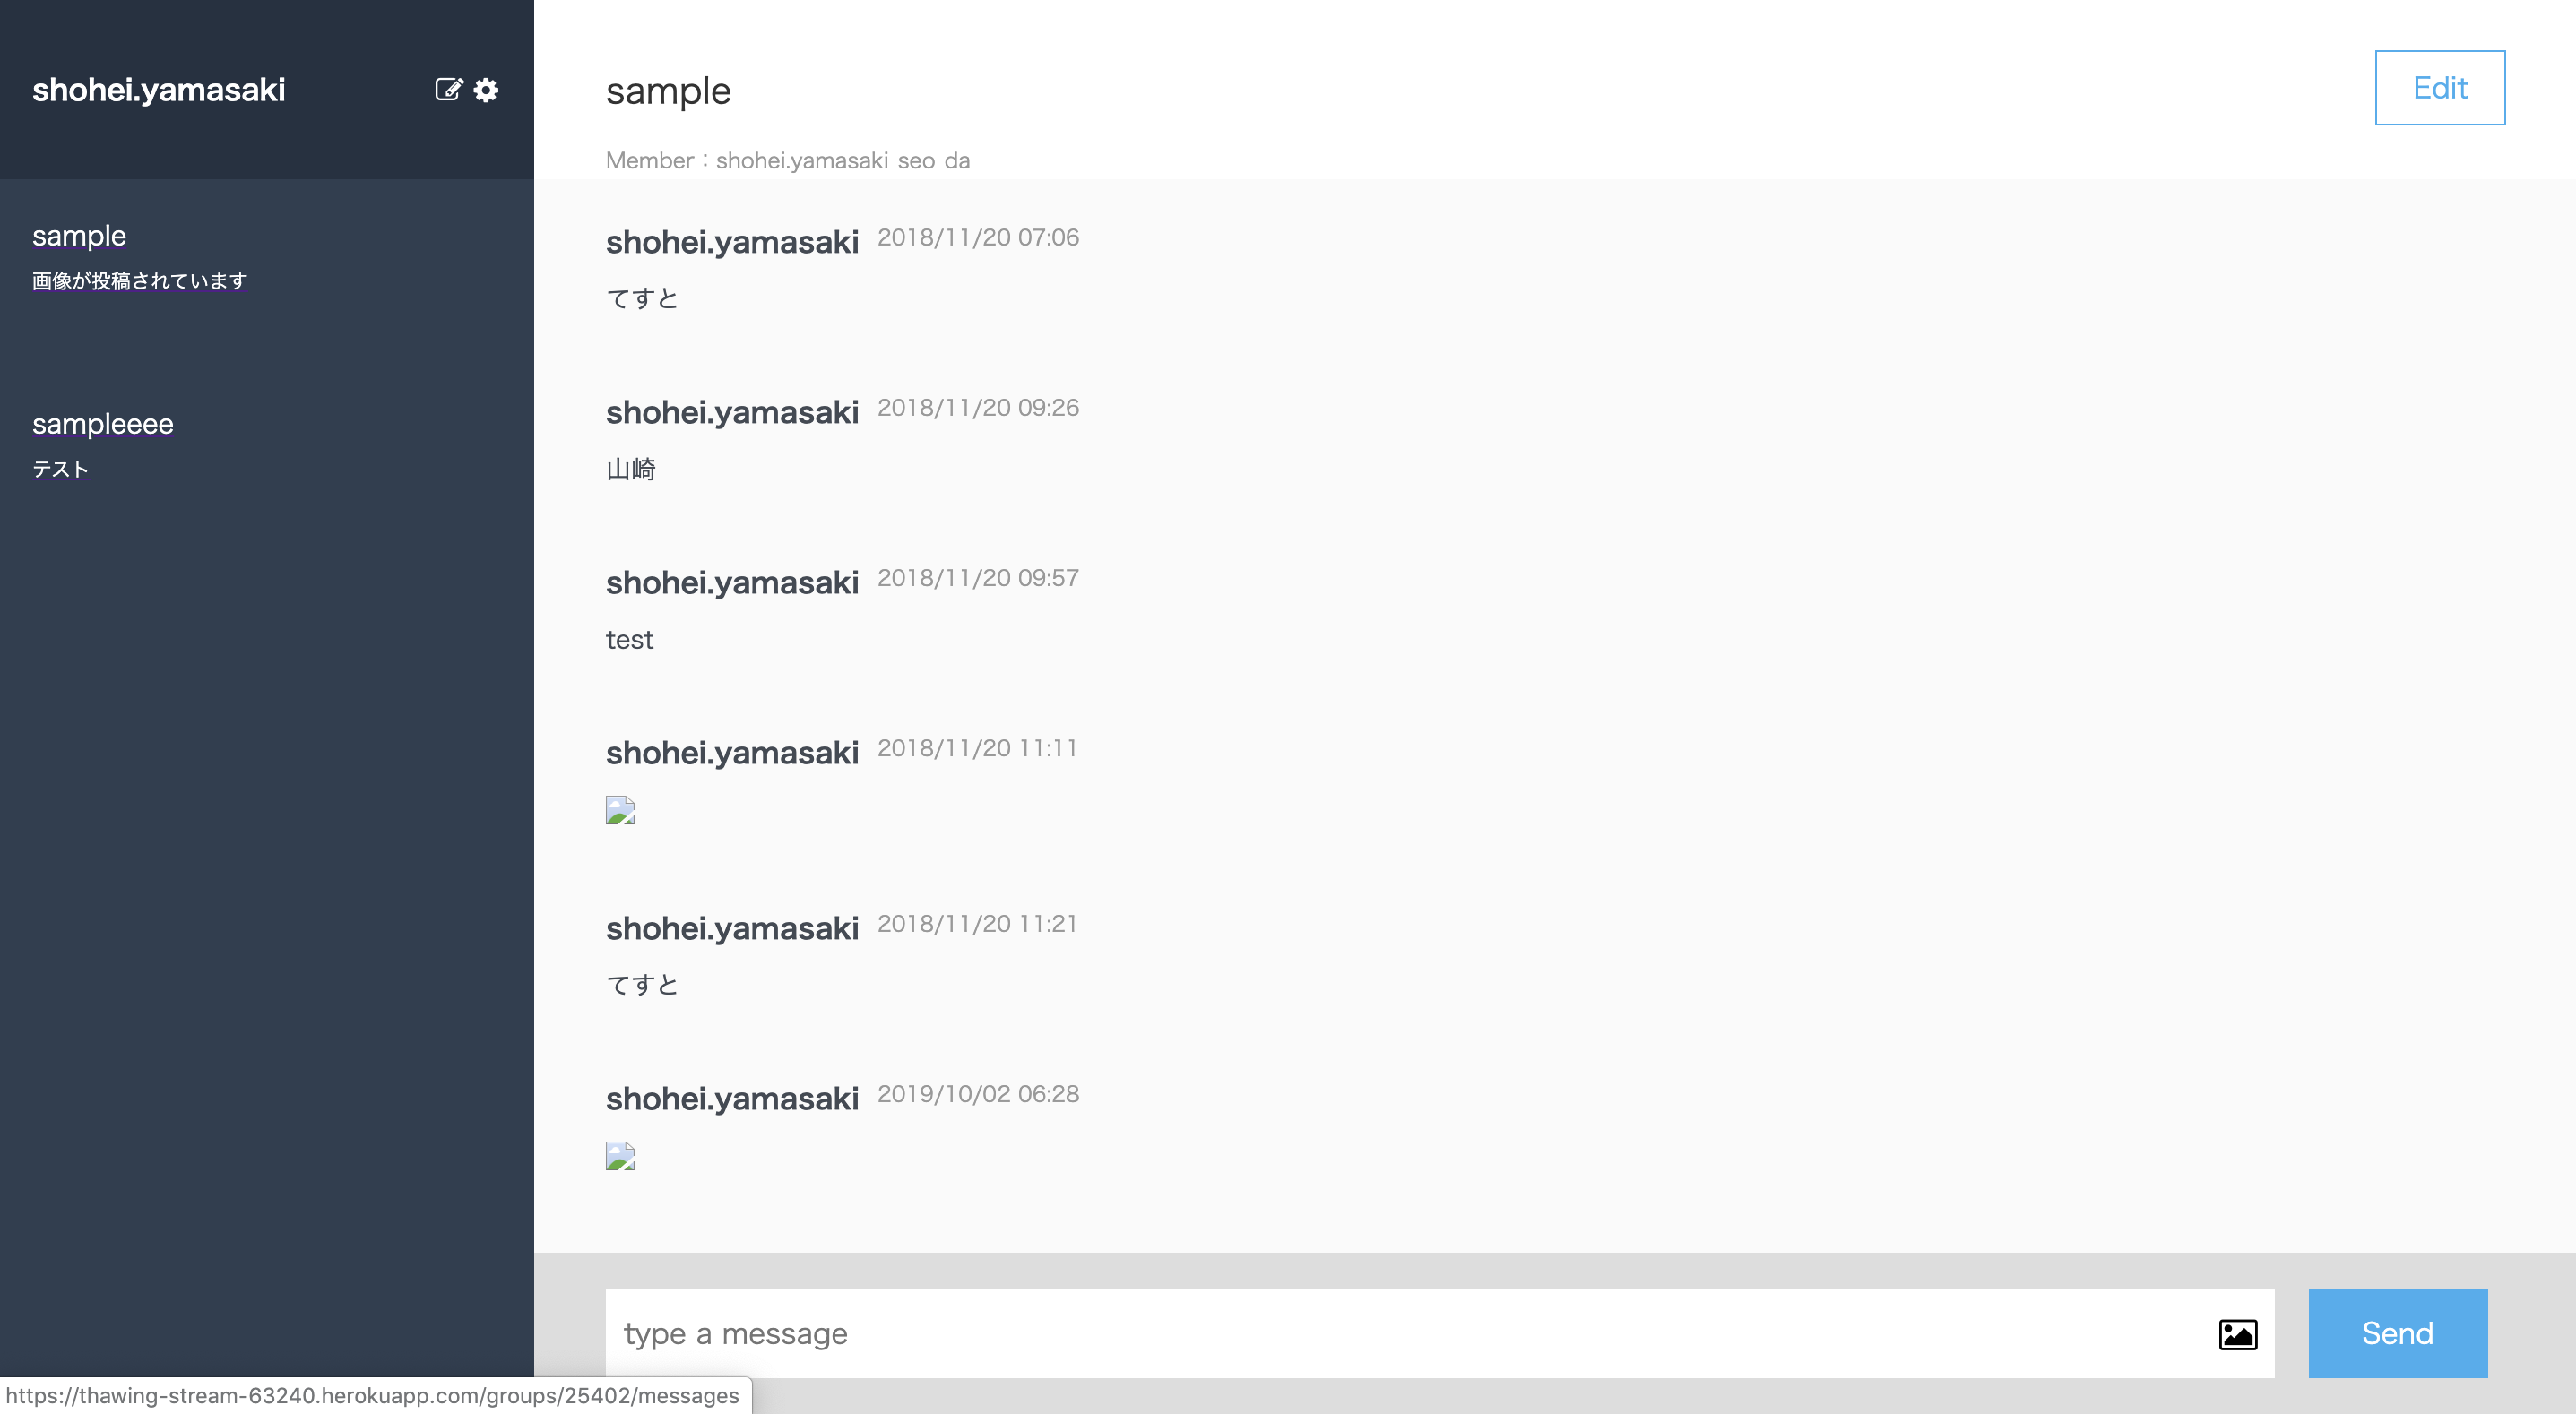 shohei.yamasaki
sample
画像が投稿されています
sampleeee
テスト
sample
Edit
Member：shohei.yamasaki seo da
shohei.yamasaki 2018/11/20 07:06
てすと
shohei.yamasaki 2018/11/20 09:26
山崎
shohei.yamasaki 2018/11/20 09:57
test
shohei.yamasaki 2018/11/20 11:11
shohei.yamasaki 2018/11/20 11:21
てすと
shohei.yamasaki 2019/10/02 06:28
type a message
Send
https://thawing-stream-63240.herokuapp.com/groups/25402/messages